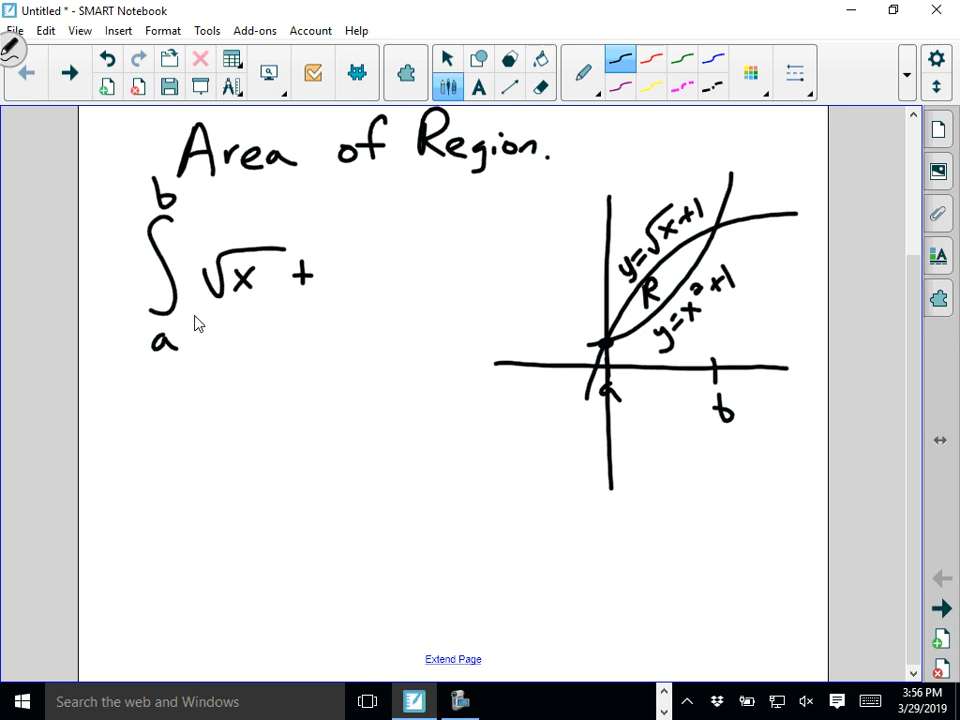 Untitled * - SMART Notebook
File Edit View Insert Format Tools Add-ons Account Help
Area of Region.
b
∫ √x +
a
y=√x+1
R
y=x²+1
a
b
Extend Page
Search the web and Windows
3:56 PM
3/29/2019